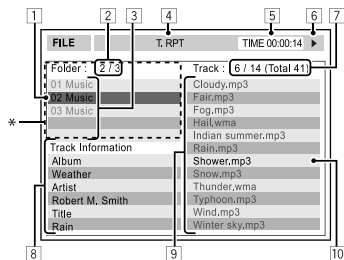 1 2 3 4 5 6 7
FILE T. RPT TIME 00:00:14
Folder : 2 / 3 Track : 6 / 14 (Total 41)
01 Music
02 Music
03 Music
*
Track Information
Album
Weather
Artist
Robert M. Smith
Title
Rain
Cloudy.mp3
Fair.mp3
Fog.mp3
Hail.wma
Indian summer.mp3
Rain.mp3
Shower.mp3
Snow.mp3
Thunder.wma
Typhoon.mp3
Wind.mp3
Winter sky.mp3
8 9 10